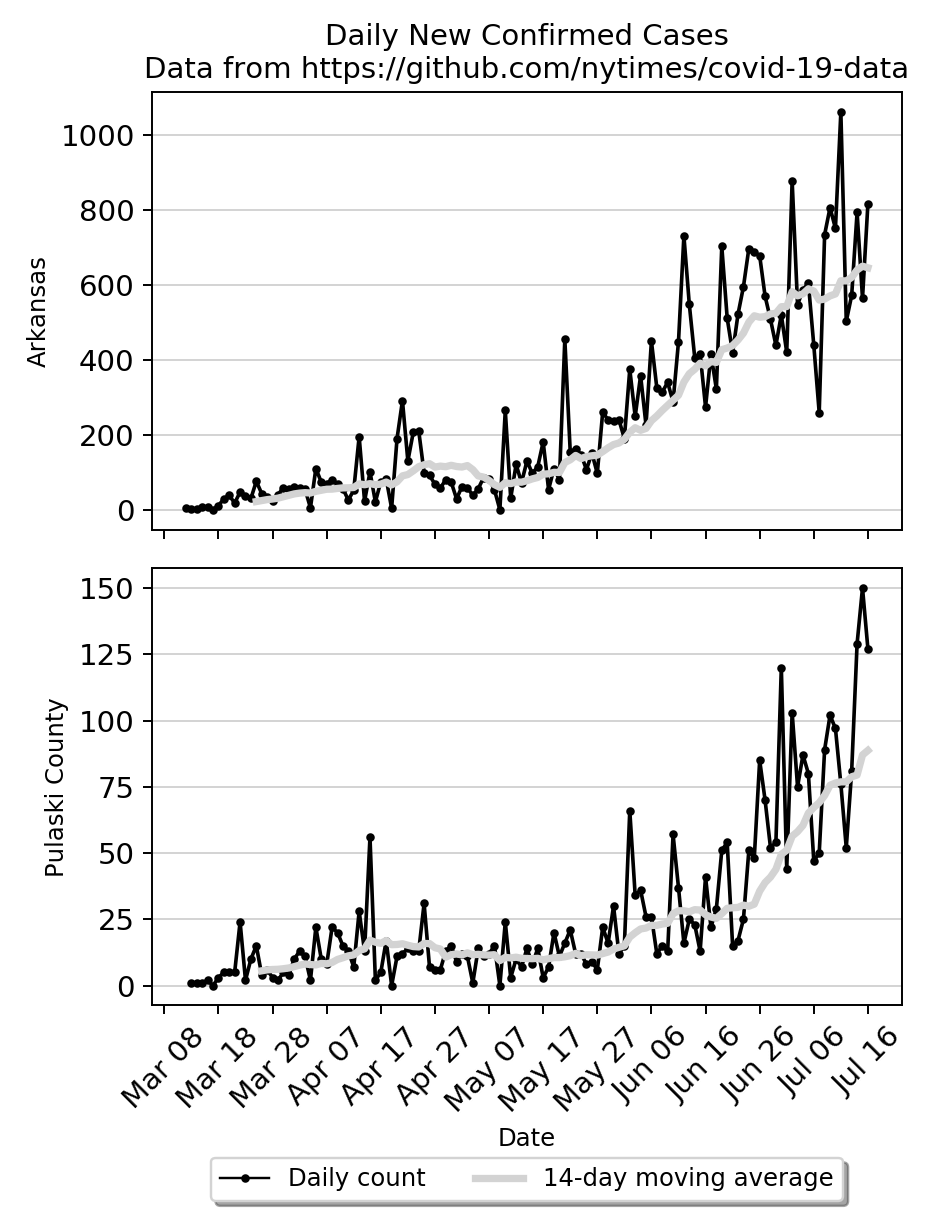 Daily New Confirmed Cases
Data from https://github.com/nytimes/covid-19-data
1000
800
600
400
200
0
Arkansas
150
125
100
75
50
25
0
Pulaski County
Mar 08
Mar 18
Mar 28
Apr 07
Apr 17
Apr 27
May 07
May 17
May 27
Jun 06
Jun 16
Jun 26
Jul 06
Jul 16
Date
Daily count
14-day moving average